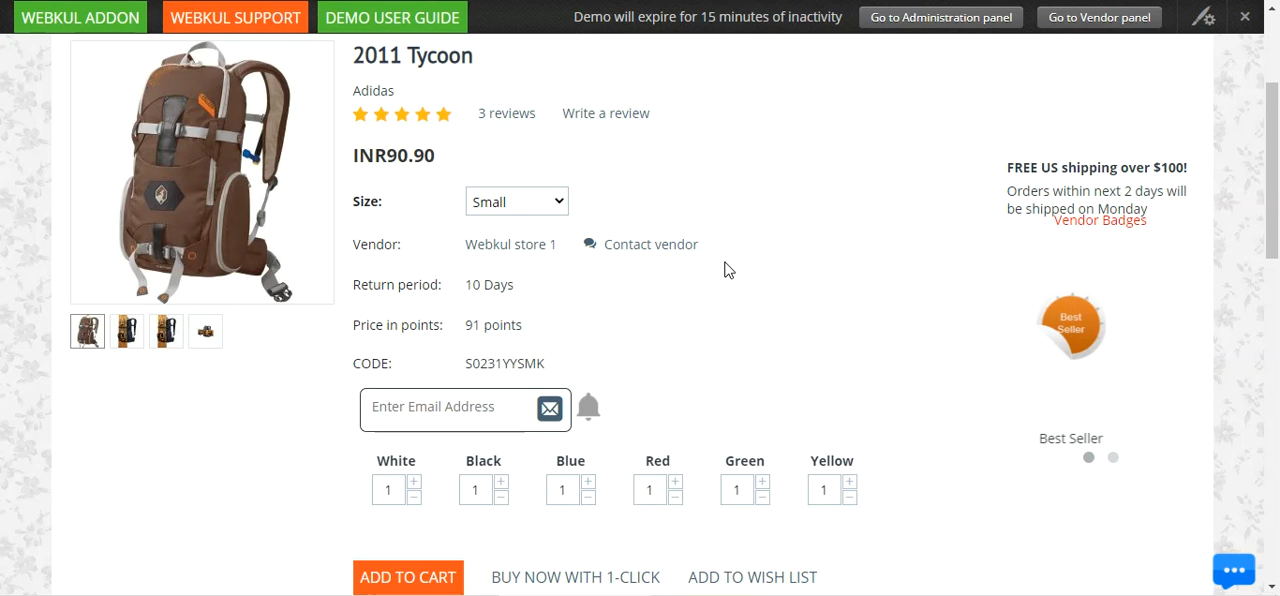 WEBKUL ADDON
WEBKUL SUPPORT
DEMO USER GUIDE
Demo will expire for 15 minutes of inactivity
Go to Administration panel
Go to Vendor panel
2011 Tycoon
Adidas
3 reviews
Write a review
INR90.90
Size:
Small
Vendor:
Webkul store 1
Contact vendor
Return period:
10 Days
Price in points:
91 points
CODE:
S0231YYSMK
Enter Email Address
White
Black
Blue
Red
Green
Yellow
1
1
1
1
1
1
ADD TO CART
BUY NOW WITH 1-CLICK
ADD TO WISH LIST
FREE US shipping over $100!
Orders within next 2 days will
be shipped on Monday
Vendor Badges
Best
Seller
Best Seller